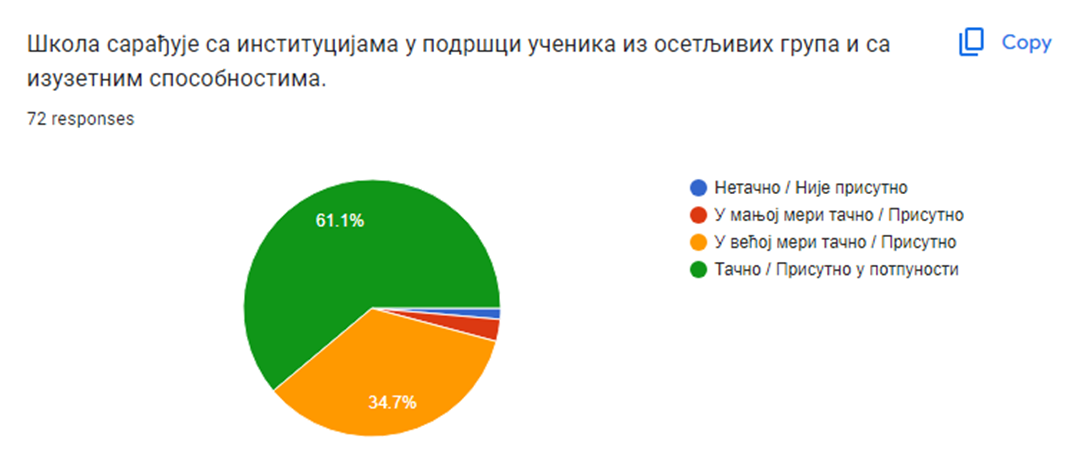 Школа сарађује са институцијама у подршци ученика из осетљивих група и са
изузетним способностима.
Copy
72 responses
61.1%
34.7%
Нетачно / Није присутно
У мањој мери тачно / Присутно
У већој мери тачно / Присутно
Тачно / Присутно у потпуности